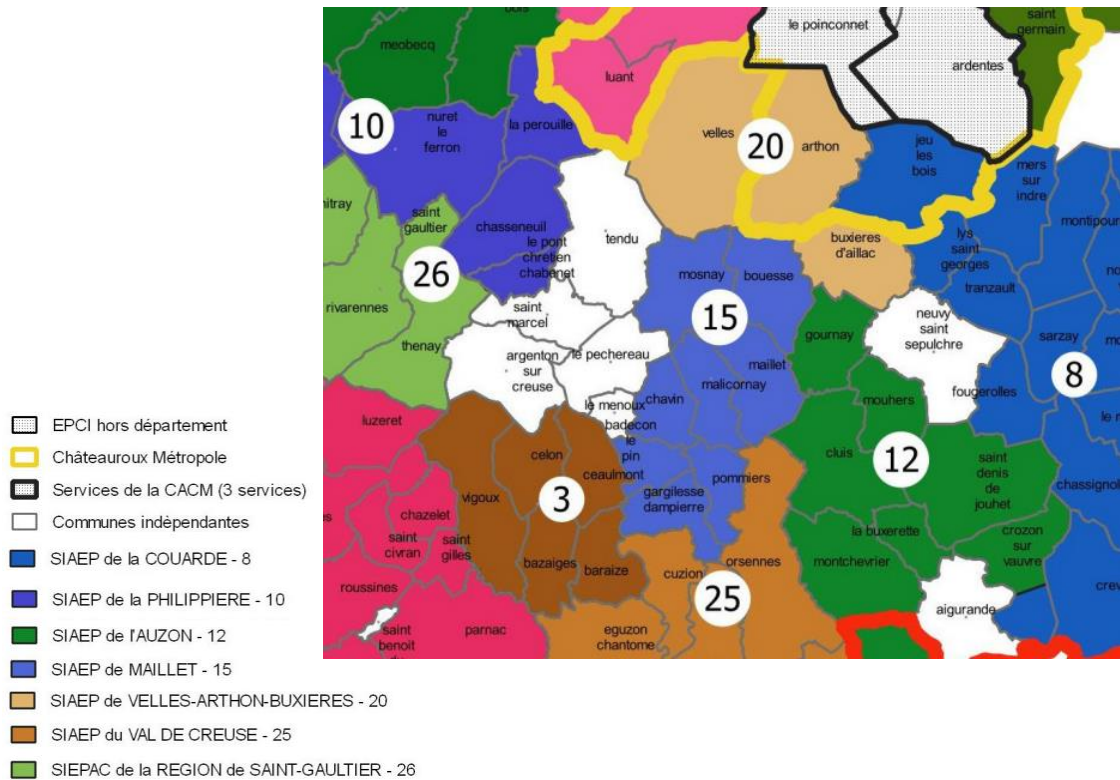 bois
saint
germain
le poinconnet
meobecq
luant
ardentes
10
nuret
le
ferron
la perouille
velles
20
arthon
jeu
les
bois
mers
sur
indre
nitray
saint
gaultier
chasseneuil
le pont
chretien
chabenet
tendu
buxieres
d'aillac
lys
saint
georges
montipour
26
mosnay
bouesse
rivarennes
saint
marcel
15
tranzault
neuvy
saint
sepulchre
thenay
argenton
sur
creuse
le pechereau
gournay
sarzay
maillet
malicornay
8
le menoux
chavin
mouhers
fougerolles
luzeret
badecon
le
pin
celon
cluis
12
saint
denis
de
jouhet
ceaulmont
pommiers
vigoux
3
gargilesse
dampierre
chassignol
chazelet
saint
civran
saint
gilles
la buxerette
crozon
sur
vauvre
bazaiges
baraize
cuzion
orsennes
montchevrier
roussines
25
aigurande
crev
saint
benoit
parnac
eguzon
chantome
EPCI hors département
Châteauroux Métropole
Services de la CACM (3 services)
Communes indépendantes
SIAEP de la COUARDE - 8
SIAEP de la PHILIPPIERE - 10
SIAEP de l'AUZON - 12
SIAEP de MAILLET - 15
SIAEP de VELLES-ARTHON-BUXIERES - 20
SIAEP du VAL DE CREUSE - 25
SIEPAC de la REGION de SAINT-GAULTIER - 26